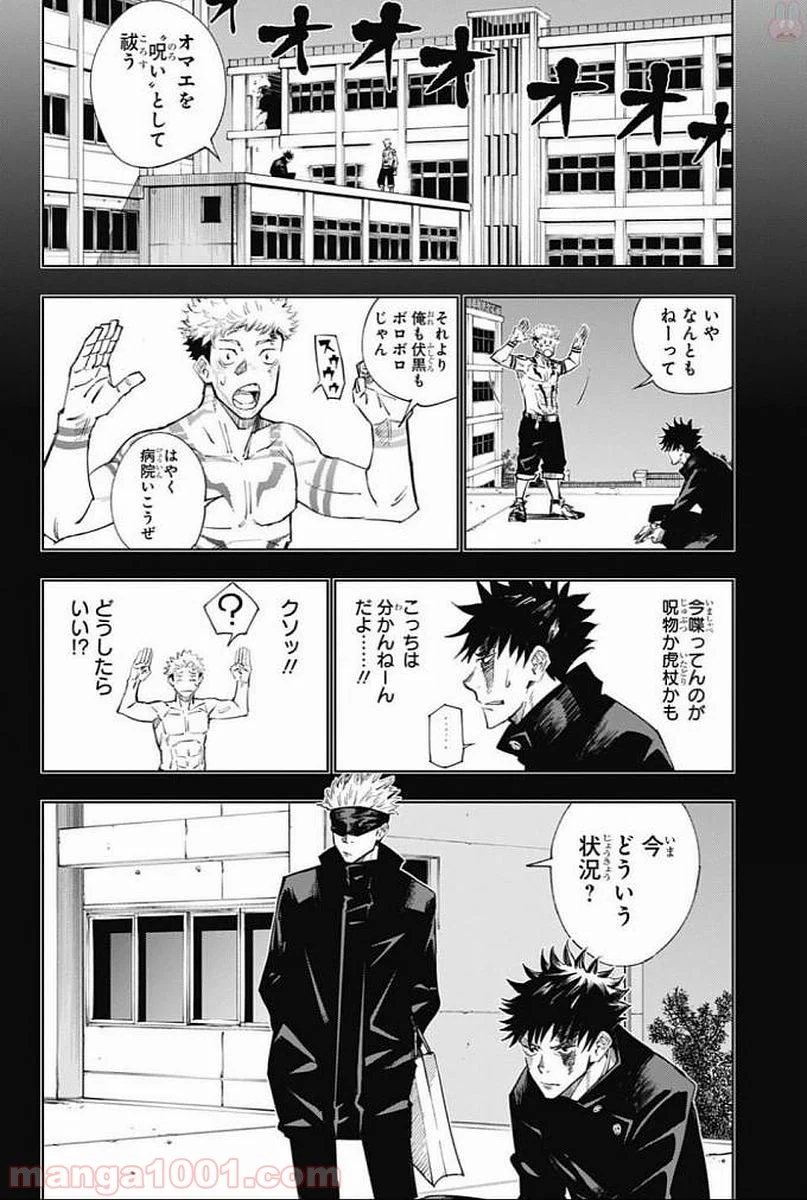 オマエを
〝呪い〟として
祓う
オオオオオオ
いや
なんとも
ねーって
それより
俺も伏黒も
ボロボロ
じゃん
スゥゥゥ
はやく
病院いこうぜ
今喋ってんのが
呪物か虎杖かも
こっちは
分かんねーん
だよ……!!
……
クソッ!!
?
どうしたら
いい!?
今
どういう
状況?
manga1001.com